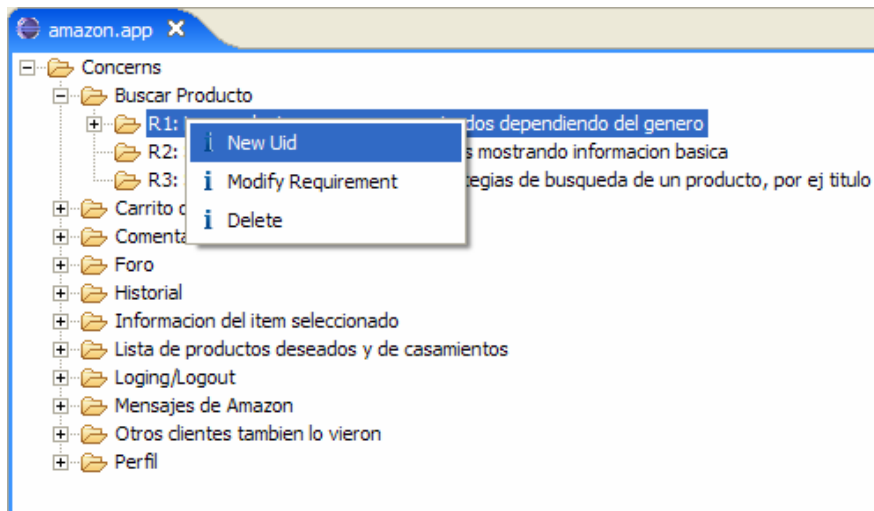 amazon.app
Concerns
Buscar Producto
R1: dos dependiendo del genero
New Uid
R2: s mostrando informacion basica
Modify Requirement
R3: tegias de busqueda de un producto, por ej titulo
Carrito
Delete
Comenta
Foro
Historial
Informacion del item seleccionado
Lista de productos deseados y de casamientos
Loging/Logout
Mensajes de Amazon
Otros clientes tambien lo vieron
Perfil